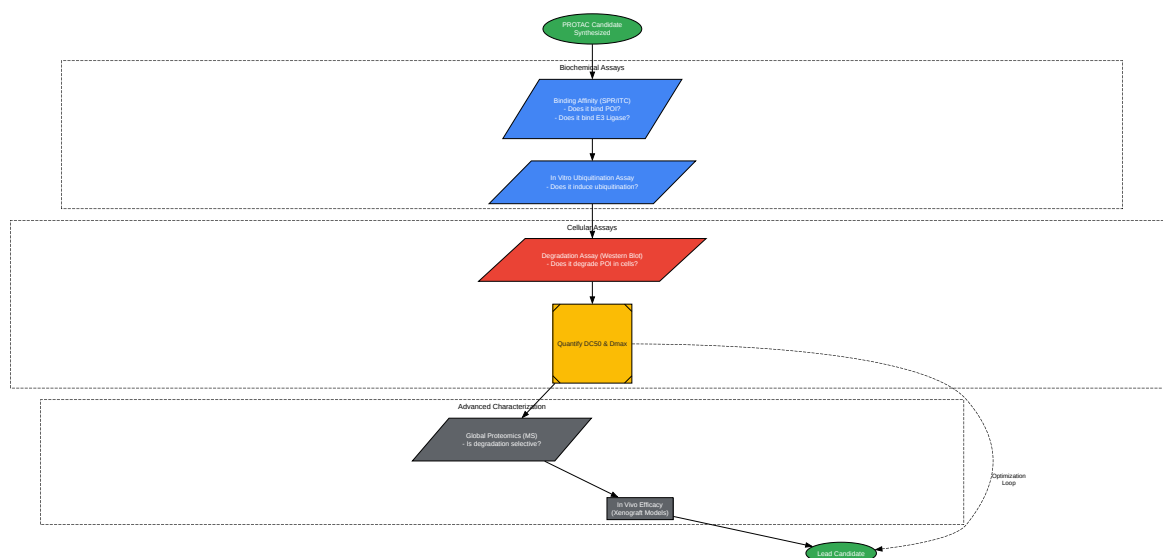 PROTAC Candidate
Synthesized
Biochemical Assays
Binding Affinity (SPR/ITC)
- Does it bind POI?
- Does it bind E3 Ligase?
In Vitro Ubiquitination Assay
- Does it induce ubiquitination?
Cellular Assays
Degradation Assay (Western Blot)
- Does it degrade POI in cells?
Quantify DC50 & Dmax
Advanced Characterization
Global Proteomics (MS)
- Is degradation selective?
Optimization
Loop
In Vivo Efficacy
(Xenograft Models)
Lead Candidate